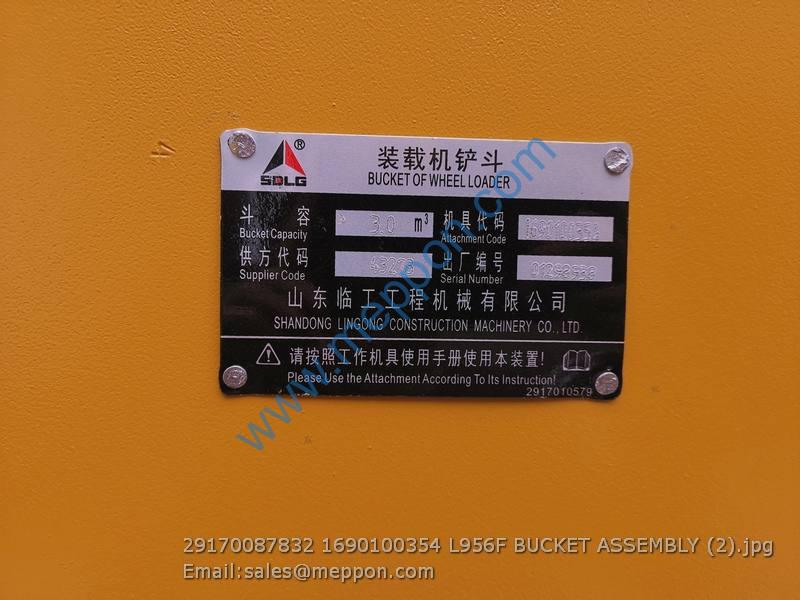 ®
SDLG
装载机铲斗
BUCKET OF WHEEL LOADER
斗 容 3.0 m³ 机具代码 1690100354
Bucket Capacity Attachment Code
供方代码 出厂编号
Supplier Code Serial Number
山东临工工程机械有限公司
SHANDONG LINGONG CONSTRUCTION MACHINERY CO., LTD.
请按照工作机具使用手册使用本装置!
Please Use the Attachment According To Its Instruction!
2917010579
www.meppon.com
29170087832 1690100354 L956F BUCKET ASSEMBLY (2).jpg
Email:sales@meppon.com